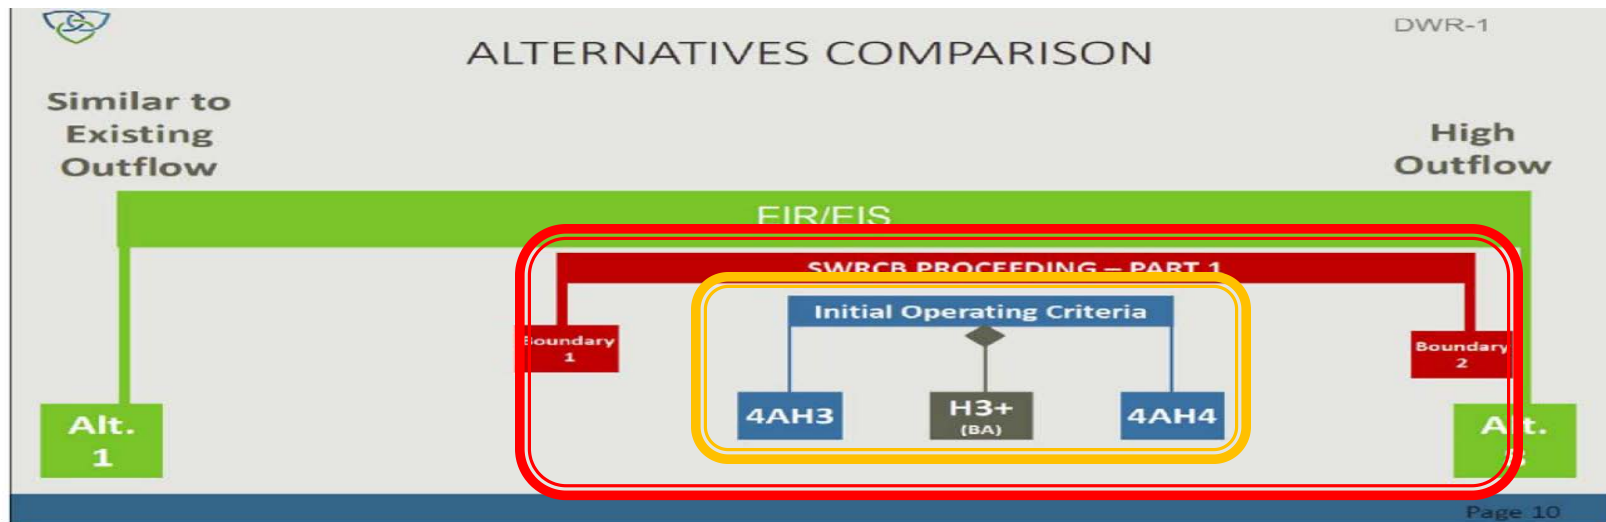 DWR-1
ALTERNATIVES COMPARISON
Similar to
Existing
Outflow
High
Outflow
EIR/EIS
SWRCB PROCEEDING – PART 1
Initial Operating Criteria
Boundary
1
Boundary
2
4AH3
H3+
(BA)
4AH4
Alt.
1
Alt.
Page 10